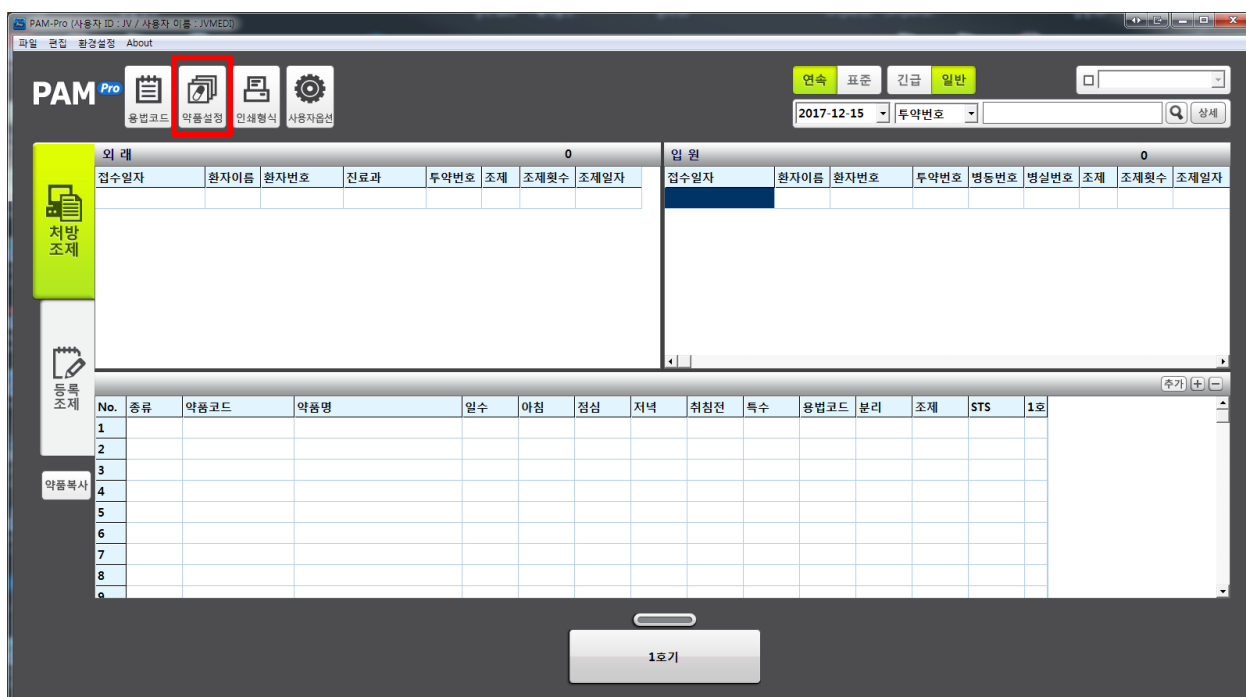 PAM-Pro (사용자 ID : JV / 사용자 이름 : JVMEDI)
파일 편집 환경설정 About
PAM Pro
용법코드 약품설정 인쇄형식 사용자옵션
연속 표준 긴급 일반
2017-12-15 투약번호 상세
외 래 0
접수일자 환자이름 환자번호 진료과 투약번호 조제 조제횟수 조제일자
입 원 0
접수일자 환자이름 환자번호 투약번호 병동번호 병실번호 조제 조제횟수 조제일자
처방
조제
등록
조제
약품복사
추가 + −
No. 종류 약품코드 약품명 일수 아침 점심 저녁 취침전 특수 용법코드 분리 조제 STS 1호
1
2
3
4
5
6
7
8
9
1호기